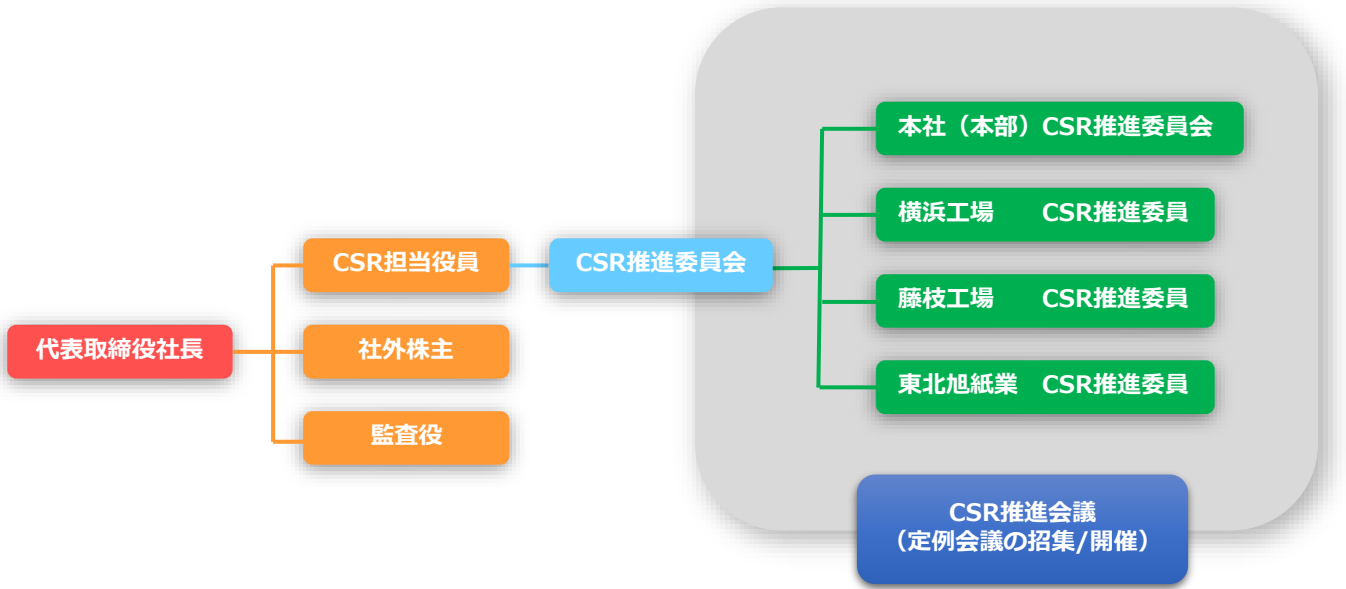 代表取締役社長
CSR担当役員
社外株主
監査役
CSR推進委員会
本社（本部）CSR推進委員会
横浜工場　　CSR推進委員
藤枝工場　　CSR推進委員
東北旭紙業　CSR推進委員
CSR推進会議
（定例会議の招集/開催）